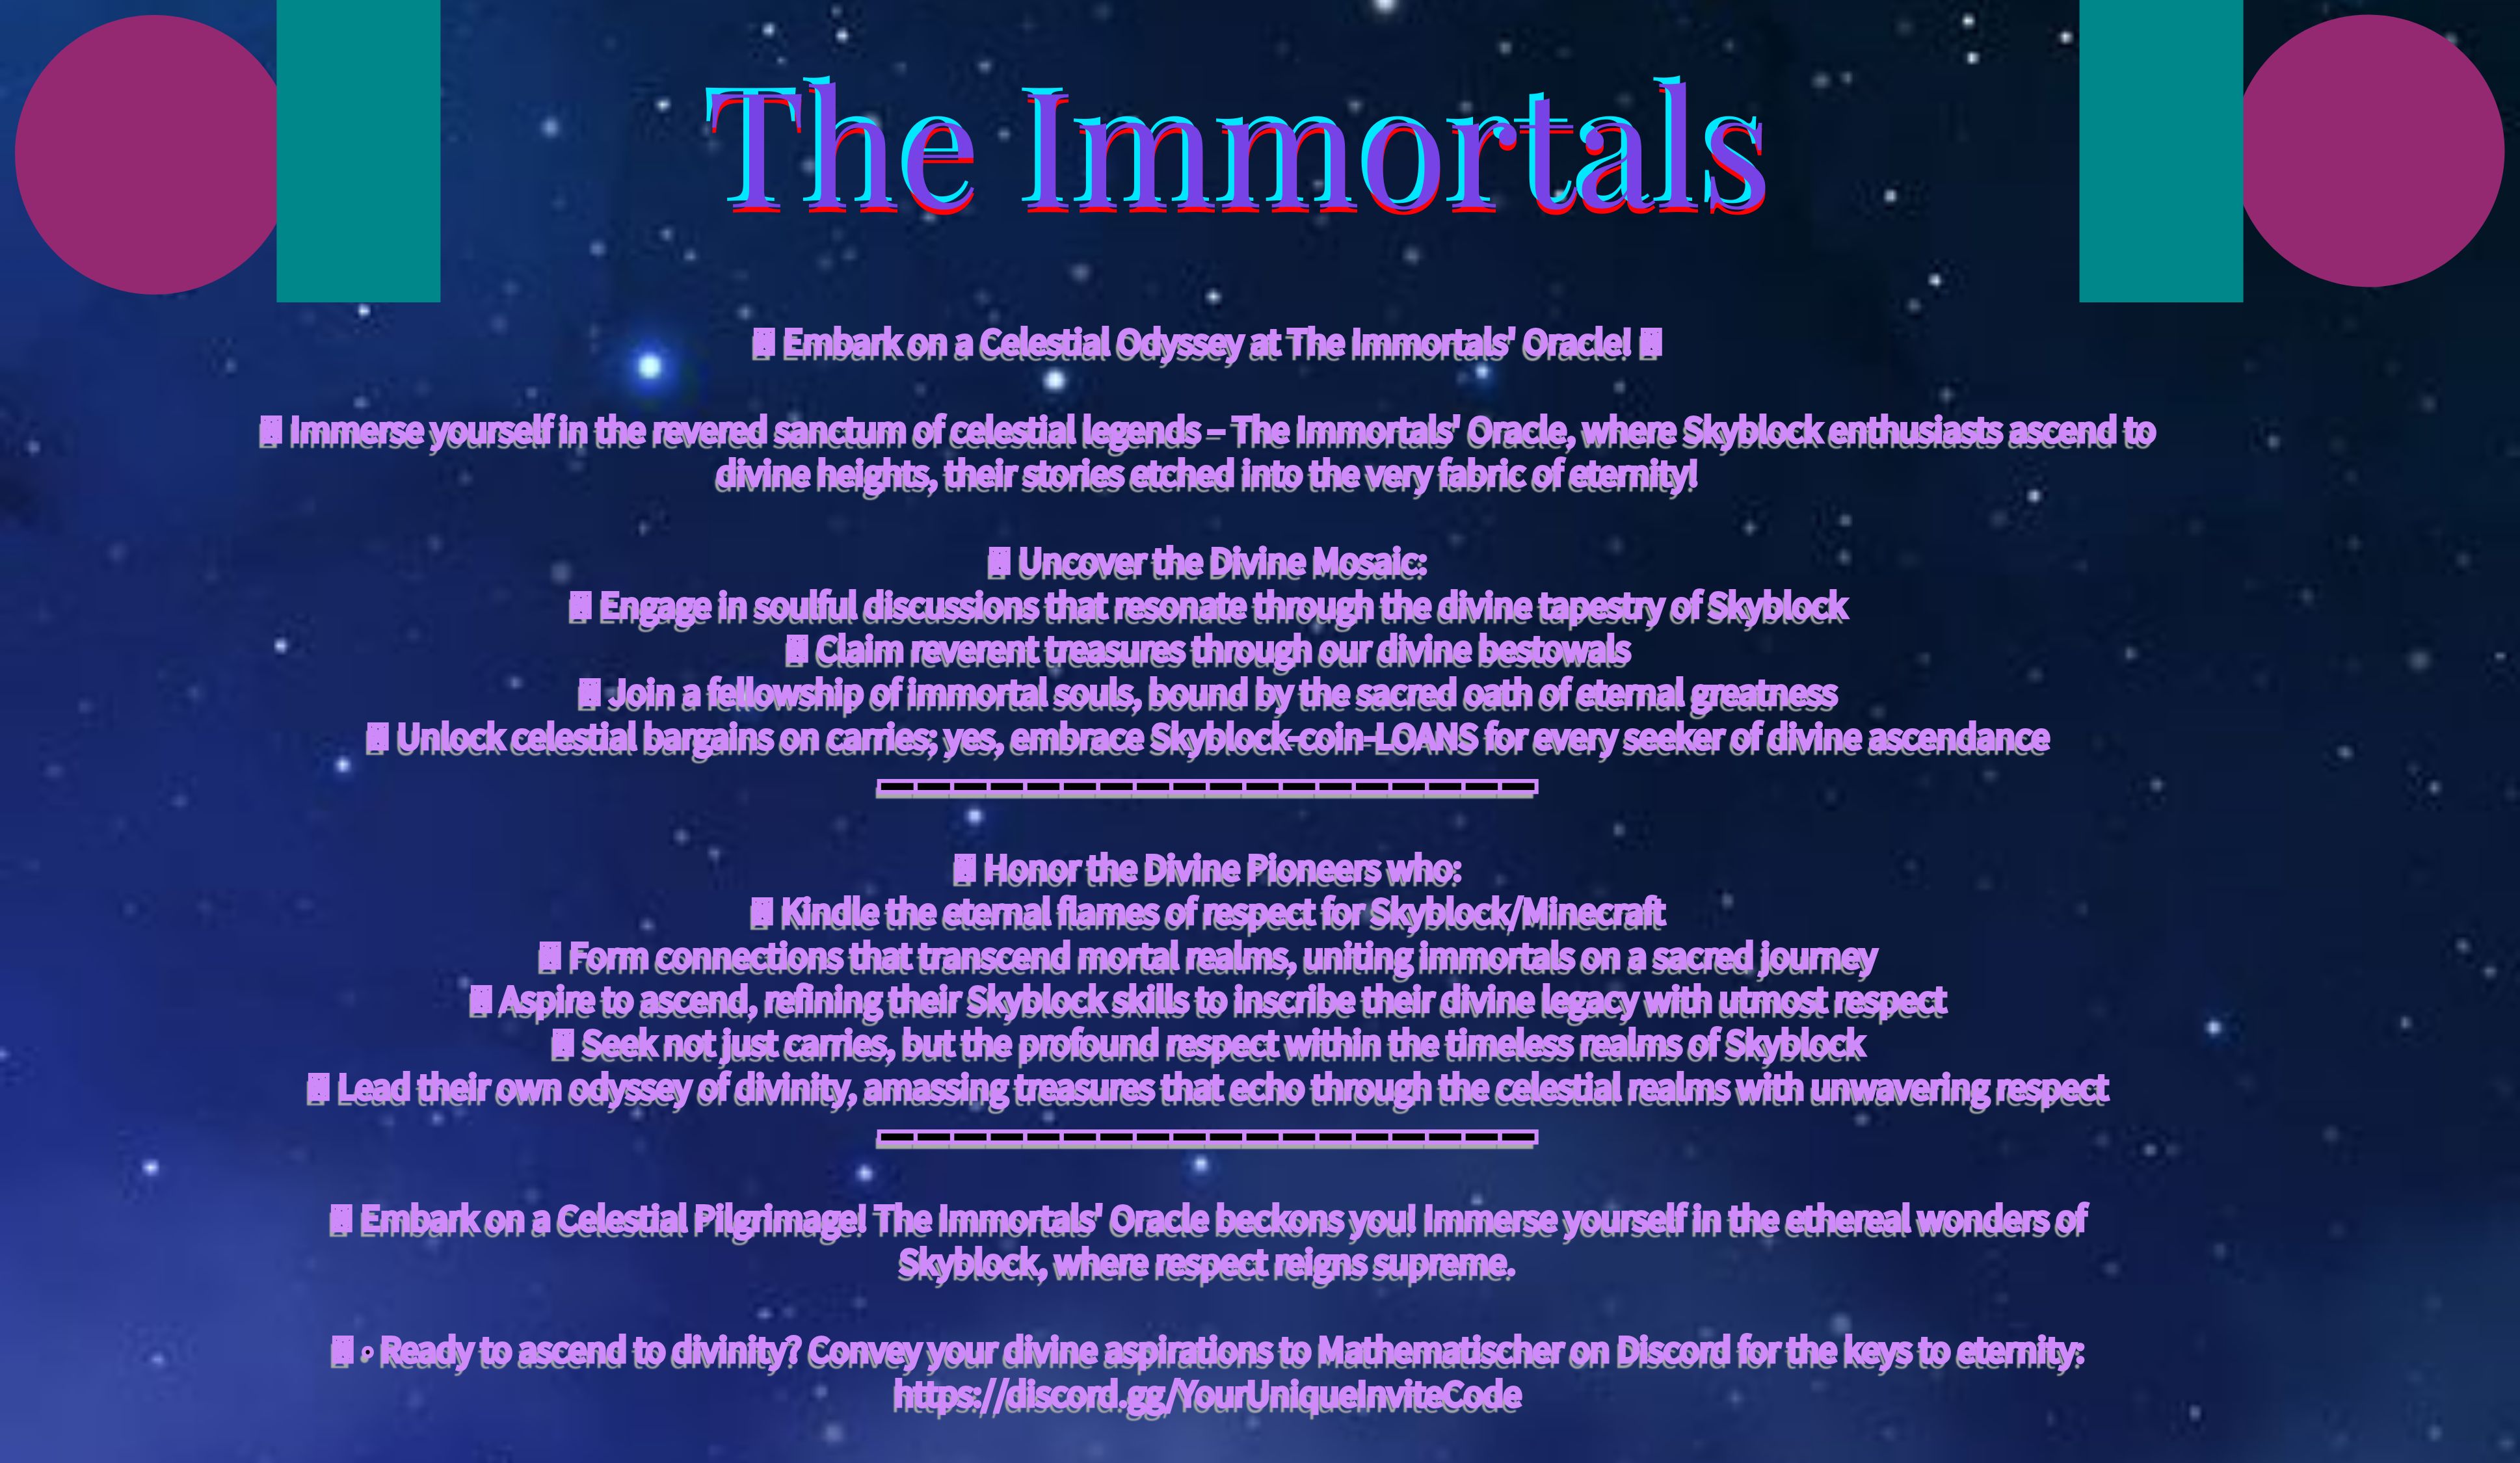 The Immortals
Embark on a Celestial Odyssey at The Immortals' Oracle!
Immerse yourself in the revered sanctum of celestial legends – The Immortals' Oracle, where Skyblock enthusiasts ascend to
divine heights, their stories etched into the very fabric of eternity!
Uncover the Divine Mosaic:
Engage in soulful discussions that resonate through the divine tapestry of Skyblock
Claim reverent treasures through our divine bestowals
Join a fellowship of immortal souls, bound by the sacred oath of eternal greatness
Unlock celestial bargains on carries; yes, embrace Skyblock-coin-LOANS for every seeker of divine ascendance
Honor the Divine Pioneers who:
Kindle the eternal flames of respect for Skyblock/Minecraft
Form connections that transcend mortal realms, uniting immortals on a sacred journey
Aspire to ascend, refining their Skyblock skills to inscribe their divine legacy with utmost respect
Seek not just carries, but the profound respect within the timeless realms of Skyblock
Lead their own odyssey of divinity, amassing treasures that echo through the celestial realms with unwavering respect
Embark on a Celestial Pilgrimage! The Immortals' Oracle beckons you! Immerse yourself in the ethereal wonders of
Skyblock, where respect reigns supreme.
• Ready to ascend to divinity? Convey your divine aspirations to Mathematischer on Discord for the keys to eternity:
https://discord.gg/YourUniqueInviteCode